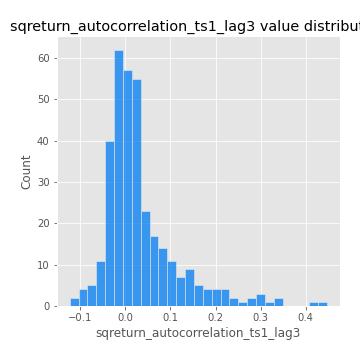 sqreturn_autocorrelation_ts1_lag3 value distribut
60
50
40
30
20
10
0
Count
−0.1 0.0 0.1 0.2 0.3 0.4
sqreturn_autocorrelation_ts1_lag3